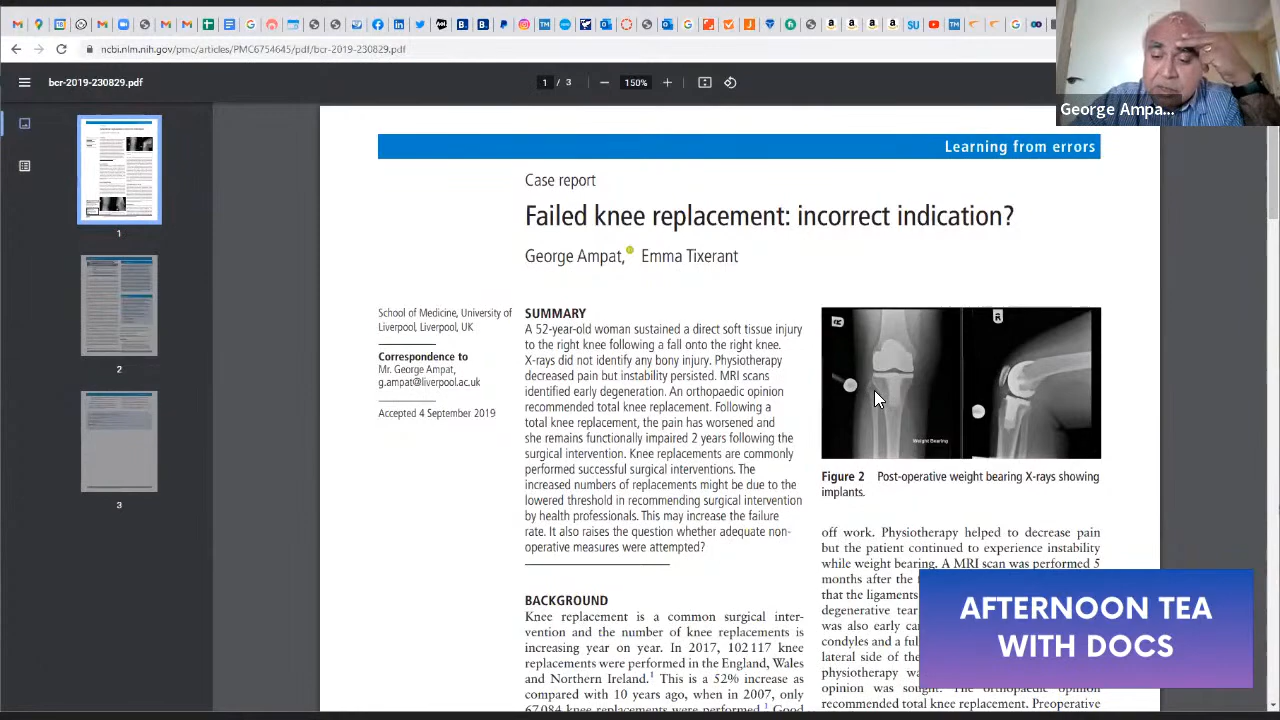 ncbi.nlm.nih.gov/pmc/articles/PMC6754645/pdf/bcr-2019-230829.pdf
bcr-2019-230829.pdf
1 / 3
150%
George Ampa...
1
2
3
Learning from errors
Case report
Failed knee replacement: incorrect indication?
George Ampat, Emma Tixerant
School of Medicine, University of
Liverpool, Liverpool, UK
Correspondence to
Mr. George Ampat,
g.ampat@liverpool.ac.uk
Accepted 4 September 2019
SUMMARY
A 52-year-old woman sustained a direct soft tissue injury
to the right knee following a fall onto the right knee.
X-rays did not identify any bony injury. Physiotherapy
decreased pain but instability persisted. MRI scans
identified early degeneration. An orthopaedic opinion
recommended total knee replacement. Following a
total knee replacement, the pain has worsened and
she remains functionally impaired 2 years following the
surgical intervention. Knee replacements are commonly
performed successful surgical interventions. The
increased numbers of replacements might be due to the
lowered threshold in recommending surgical intervention
by health professionals. This may increase the failure
rate. It also raises the question whether adequate non-
operative measures were attempted?
BACKGROUND
Knee replacement is a common surgical inter-
vention and the number of knee replacements is
increasing year on year. In 2017, 102 117 knee
replacements were performed in the England, Wales
and Northern Ireland.1 This is a 52% increase as
compared with 10 years ago, when in 2007, only
67 084 knee replacements were performed.1 Good
Weight Bearing
R
Figure 2 Post-operative weight bearing X-rays showing
implants.
off work. Physiotherapy helped to decrease pain
but the patient continued to experience instability
while weight bearing. A MRI scan was performed 5
months after the
that the ligaments
degenerative tear
was also early
condyles and a
lateral side of the
physiotherapy
opinion was sought. The orthopaedic opinion
recommended total knee replacement. Preoperative
AFTERNOON TEA
WITH DOCS